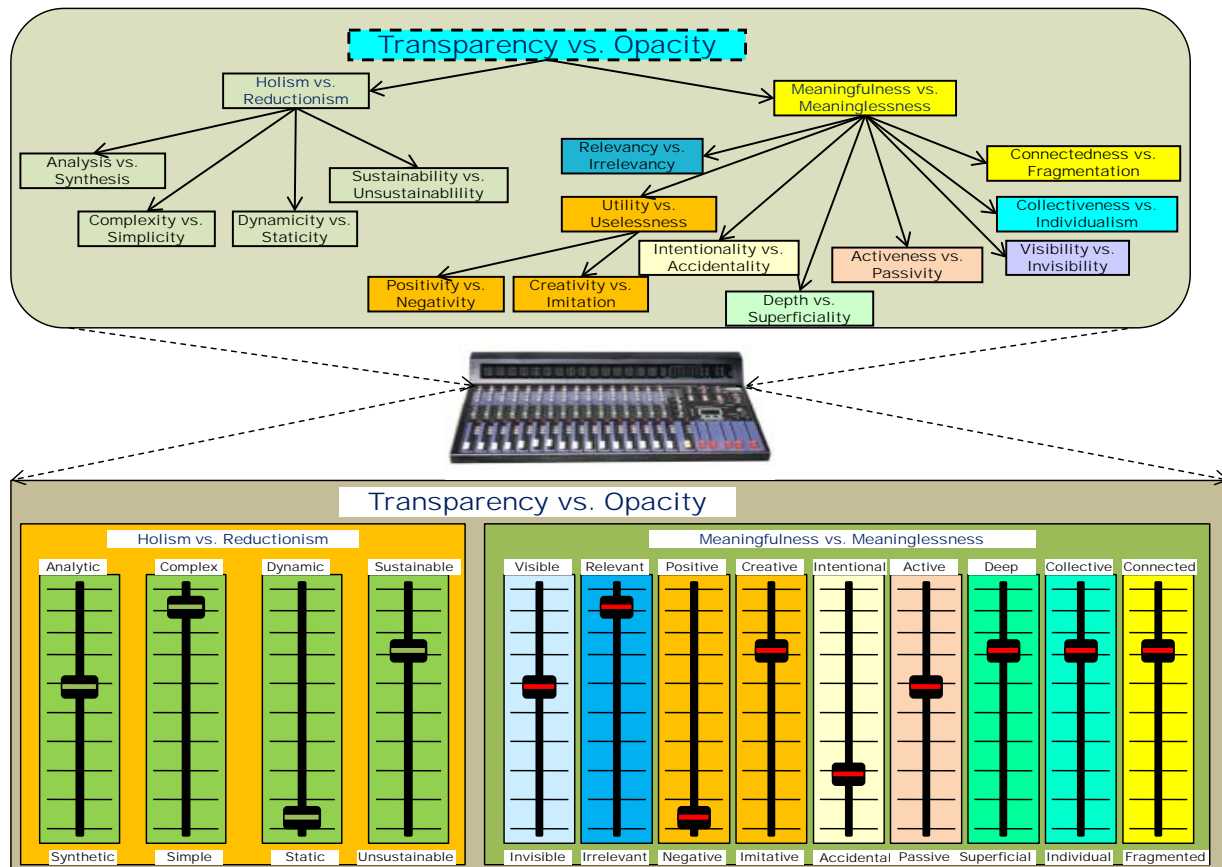 Transparency vs. Opacity
Holism vs.
Reductionism
Meaningfulness vs.
Meaninglessness
Analysis vs.
Synthesis
Complexity vs.
Simplicity
Dynamicity vs.
Staticity
Sustainability vs.
Unsustainablility
Relevancy vs.
Irrelevancy
Utility vs.
Uselessness
Positivity vs.
Negativity
Creativity vs.
Imitation
Intentionality vs.
Accidentality
Depth vs.
Superficiality
Activeness vs.
Passivity
Visibility vs.
Invisibility
Collectiveness vs.
Individualism
Connectedness vs.
Fragmentation
Transparency vs. Opacity
Holism vs. Reductionism
Analytic Complex Dynamic Sustainable
Synthetic Simple Static Unsustainable
Meaningfulness vs. Meaninglessness
Visible Relevant Positive Creative Intentional Active Deep Collective Connected
Invisible Irrelevant Negative Imitative Accidental Passive Superficial Individual Fragmented